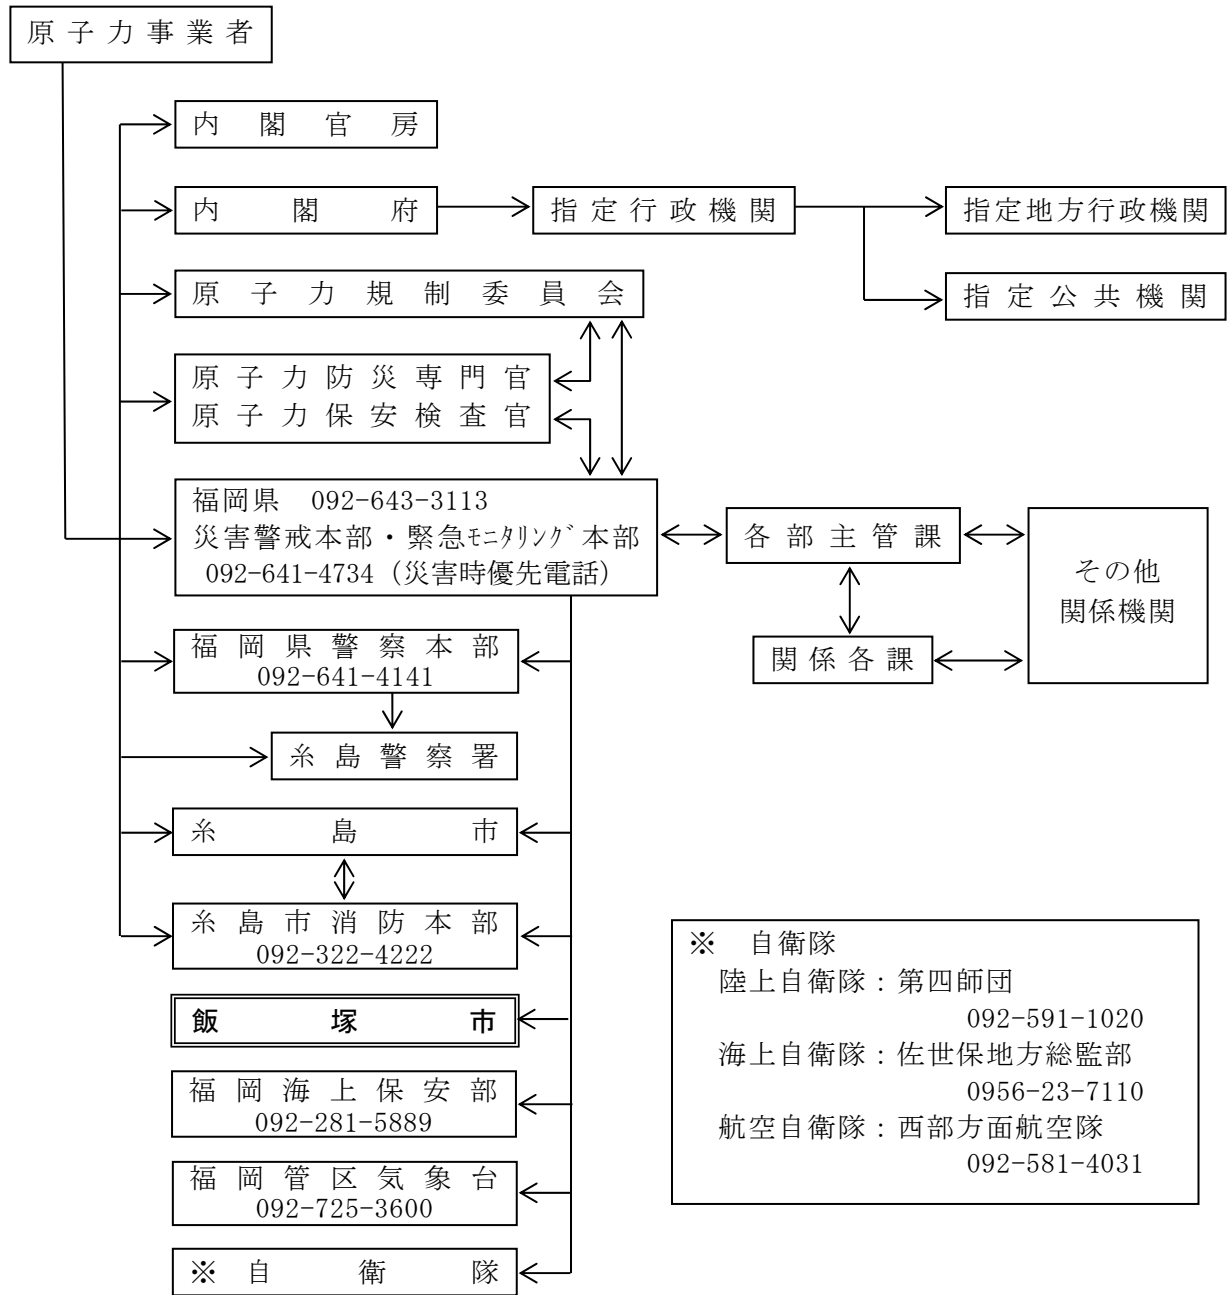 原子力事業者
内閣官房
内閣府
指定行政機関
指定地方行政機関
原子力規制委員会
指定公共機関
原子力防災専門官
原子力保安検査官
福岡県　092-643-3113
災害警戒本部・緊急ﾓﾆﾀﾘﾝｸﾞ本部
092-641-4734（災害時優先電話）
各部主管課
その他
関係機関
関係各課
福岡県警察本部
092-641-4141
糸島警察署
糸島市
糸島市消防本部
092-322-4222
飯塚市
福岡海上保安部
092-281-5889
福岡管区気象台
092-725-3600
※自衛隊
※　自衛隊
陸上自衛隊：第四師団
092-591-1020
海上自衛隊：佐世保地方総監部
0956-23-7110
航空自衛隊：西部方面航空隊
092-581-4031